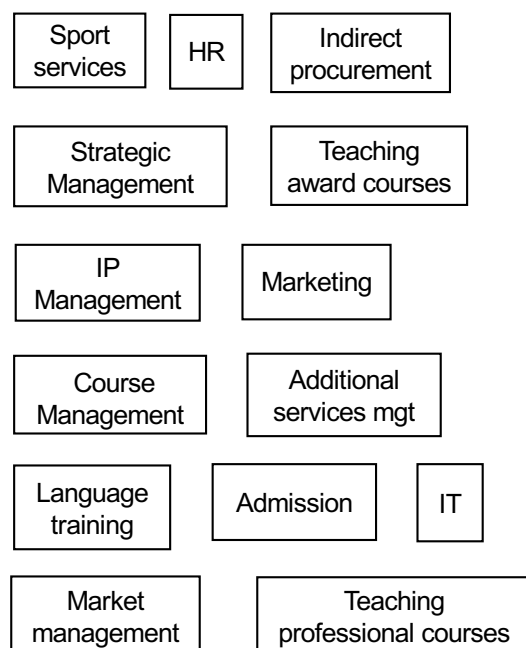 Sport
services
HR
Indirect
procurement
Strategic
Management
Teaching
award courses
IP
Management
Marketing
Course
Management
Additional
services mgt
Language
training
Admission
IT
Market
management
Teaching
professional courses